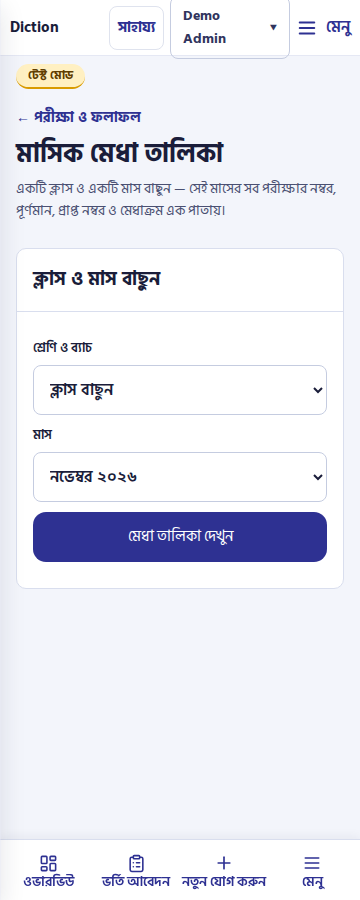 Diction
সাহায্য
Demo
Admin
মেনু
টেস্ট মোড
← পরীক্ষা ও ফলাফল
মাসিক মেধা তালিকা
একটি ক্লাস ও একটি মাস বাছুন — সেই মাসের সব পরীক্ষার নম্বর,
পূর্ণমান, প্রাপ্ত নম্বর ও মেধাক্রম এক পাতায়।
ক্লাস ও মাস বাছুন
শ্রেণি ও ব্যাচ
ক্লাস বাছুন
মাস
নভেম্বর ২০২৬
মেধা তালিকা দেখুন
ওভারভিউ
ভর্তি আবেদন
নতুন যোগ করুন
মেনু